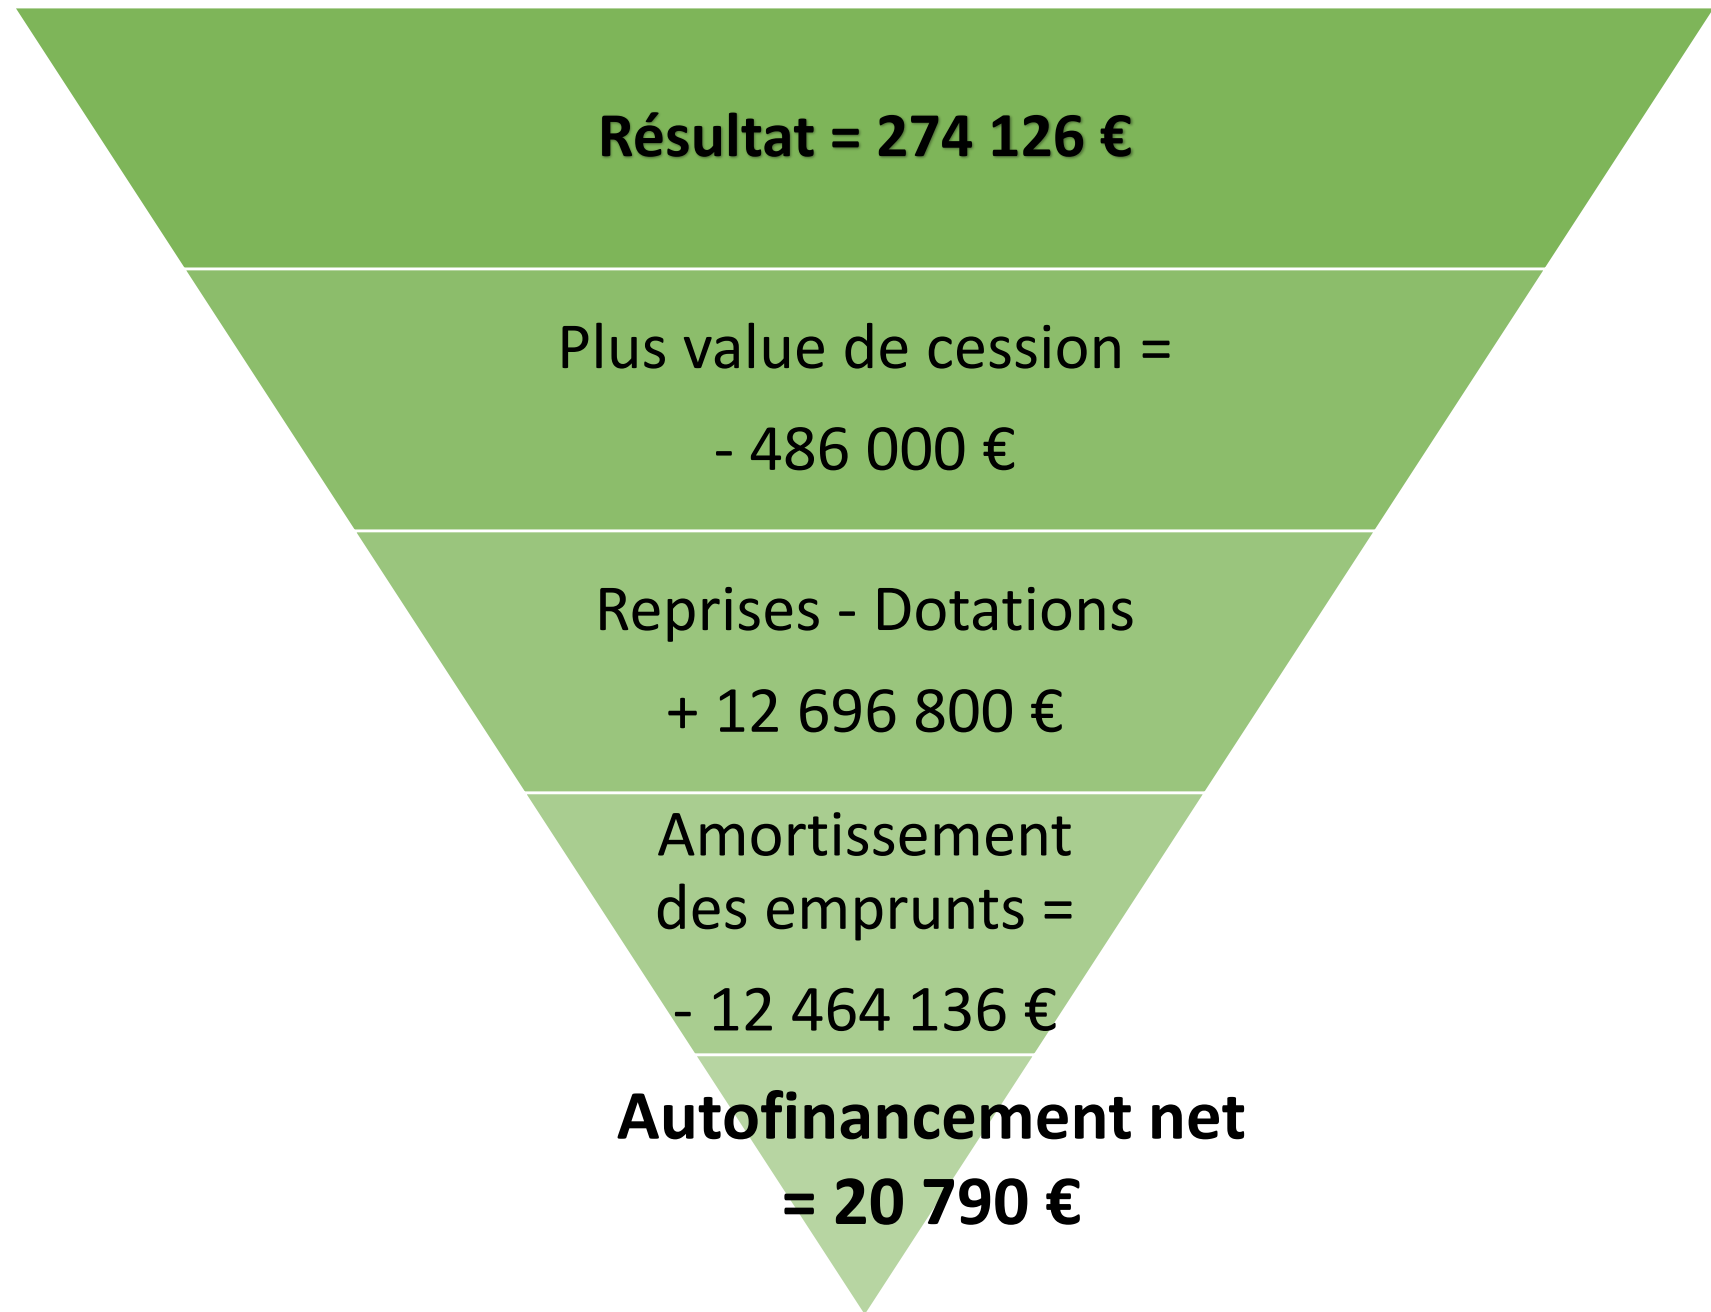 Résultat = 274 126 €
Plus value de cession =
- 486 000 €
Reprises - Dotations
+ 12 696 800 €
Amortissement
des emprunts =
- 12 464 136 €
Autofinancement net
= 20 790 €